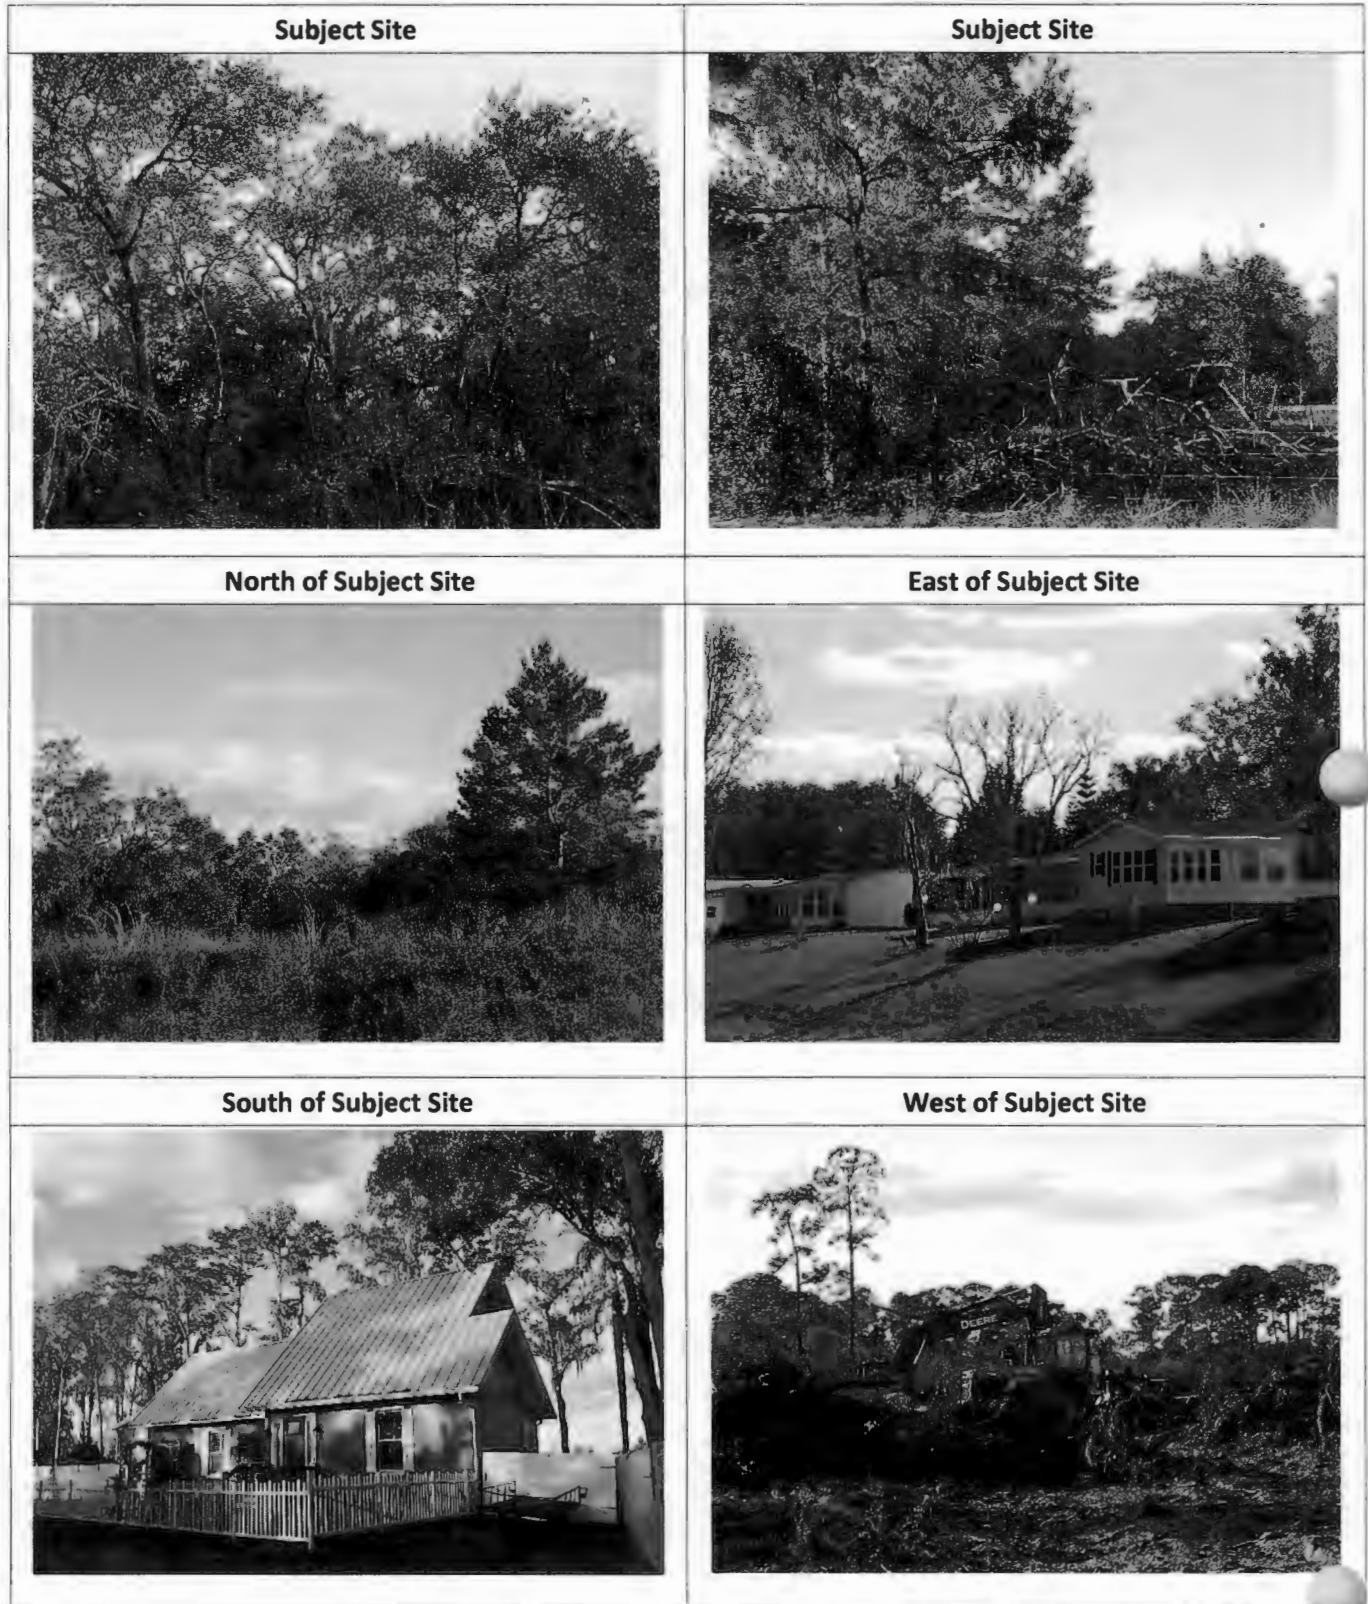 Subject Site
Subject Site
North of Subject Site
East of Subject Site
South of Subject Site
West of Subject Site
DEERE